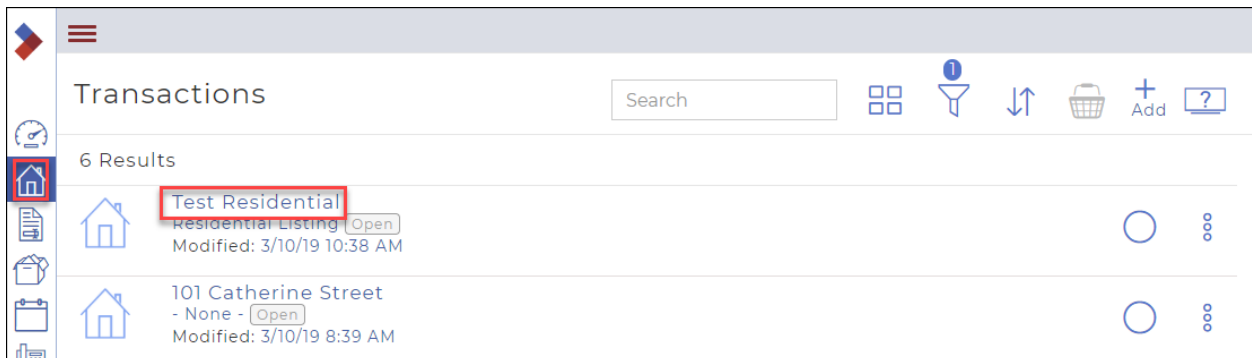 1
Transactions
Search
Add
?
6 Results
Test Residential
Residential Listing Open
Modified: 3/10/19 10:38 AM
101 Catherine Street
- None - Open
Modified: 3/10/19 8:39 AM